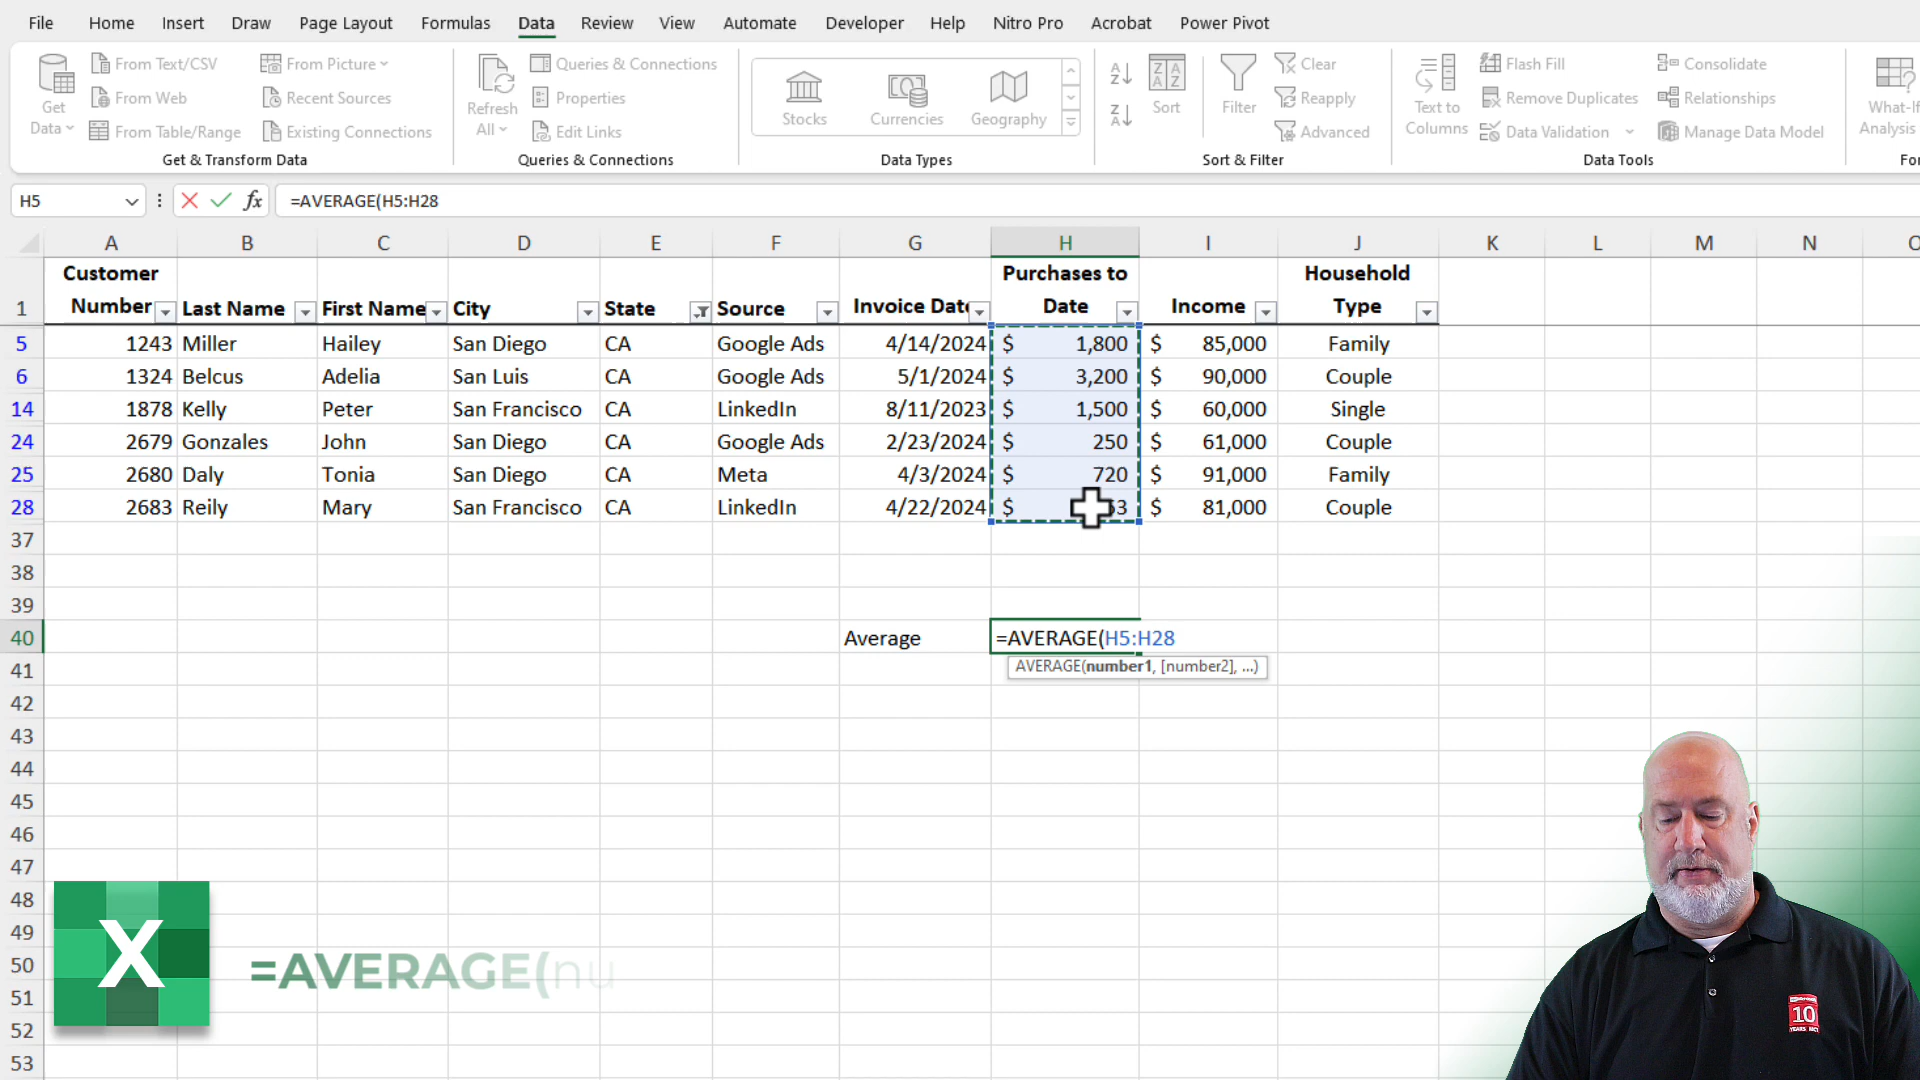 File Home Insert Draw Page Layout Formulas Data Review View Automate Developer Help Nitro Pro Acrobat Power Pivot
Get Data
From Text/CSV
From Web
From Table/Range
From Picture
Recent Sources
Existing Connections
Get & Transform Data
Refresh All
Queries & Connections
Properties
Edit Links
Queries & Connections
Stocks
Currencies
Geography
Data Types
Sort
Filter
Clear
Reapply
Advanced
Sort & Filter
Text to Columns
Flash Fill
Remove Duplicates
Data Validation
Consolidate
Relationships
Manage Data Model
Data Tools
What-If
Analysis
For
H5 fx =AVERAGE(H5:H28
A B C D E F G H I J K L M N O
1 Customer Number Last Name First Name City State Source Invoice Date Purchases to Date Income Household Type
5 1243 Miller Hailey San Diego CA Google Ads 4/14/2024 $ 1,800 $ 85,000 Family
6 1324 Belcus Adelia San Luis CA Google Ads 5/1/2024 $ 3,200 $ 90,000 Couple
14 1878 Kelly Peter San Francisco CA LinkedIn 8/11/2023 $ 1,500 $ 60,000 Single
24 2679 Gonzales John San Diego CA Google Ads 2/23/2024 $ 250 $ 61,000 Couple
25 2680 Daly Tonia San Diego CA Meta 4/3/2024 $ 720 $ 91,000 Family
28 2683 Reily Mary San Francisco CA LinkedIn 4/22/2024 $ $ 81,000 Couple
37
38
39
40 Average =AVERAGE(H5:H28
AVERAGE(number1, [number2], ...)
41
42
43
44
45
46
47
48
49
50
51
52
53
X
=AVERAGE(nu
10